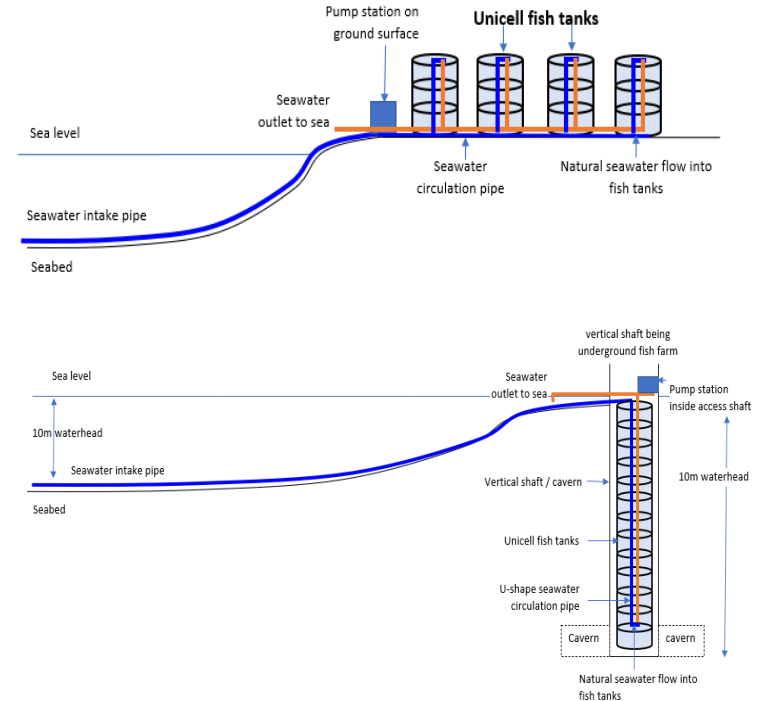 Pump station on
ground surface
Unicell fish tanks
Seawater
outlet to sea
Sea level
Seawater
circulation pipe
Natural seawater flow into
fish tanks
Seawater intake pipe
Seabed
vertical shaft being
underground fish farm
Sea level
Seawater
outlet to sea
Pump station
inside access shaft
10m waterhead
Seawater intake pipe
Seabed
Vertical shaft / cavern
10m waterhead
Unicell fish tanks
U-shape seawater
circulation pipe
Cavern
cavern
Natural seawater flow into
fish tanks